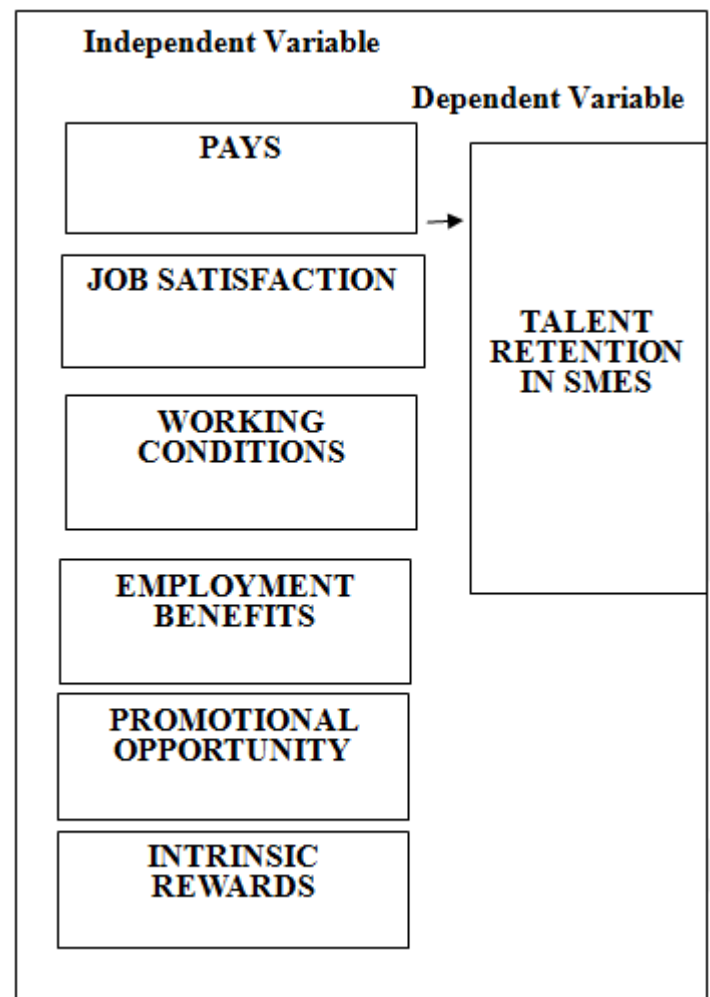 Independent Variable
Dependent Variable
PAYS
JOB SATISFACTION
WORKING
CONDITIONS
EMPLOYMENT
BENEFITS
PROMOTIONAL
OPPORTUNITY
INTRINSIC
REWARDS
TALENT
RETENTION
IN SMES